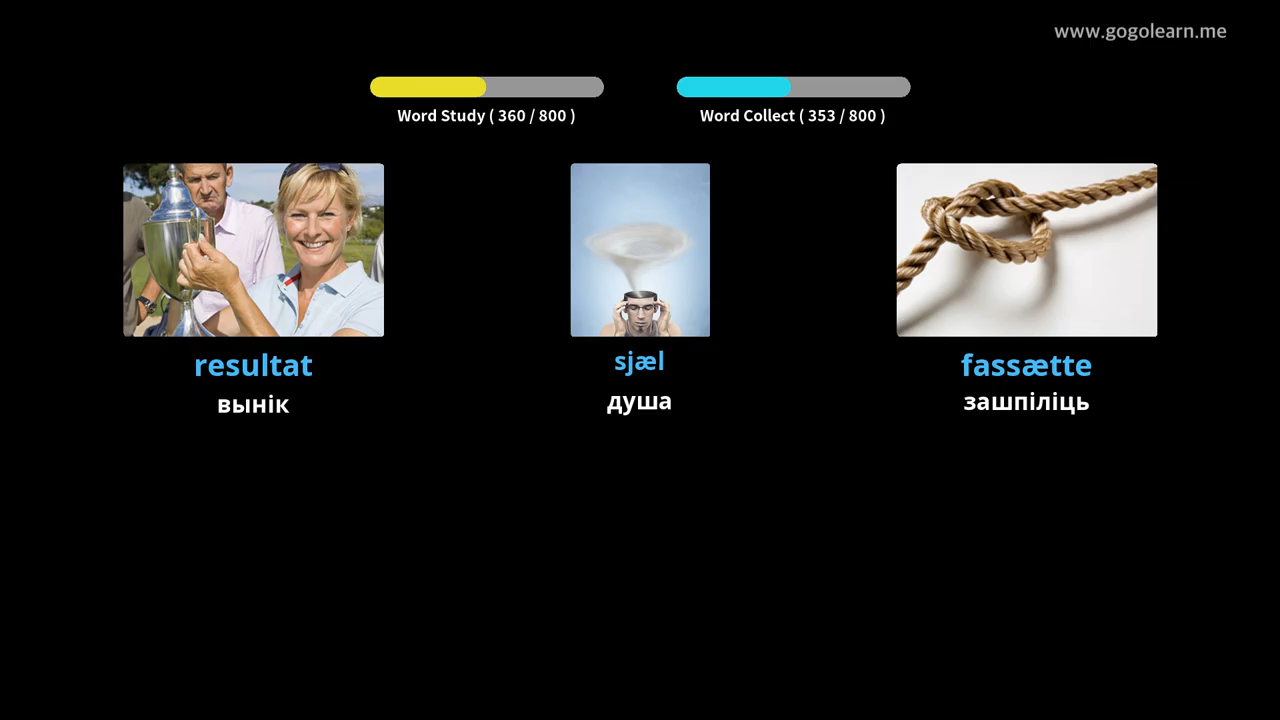 www.gogolearn.me
Word Study ( 360 / 800 )
Word Collect ( 353 / 800 )
resultat
вынік
sjæl
душа
fassætte
зашпіліць